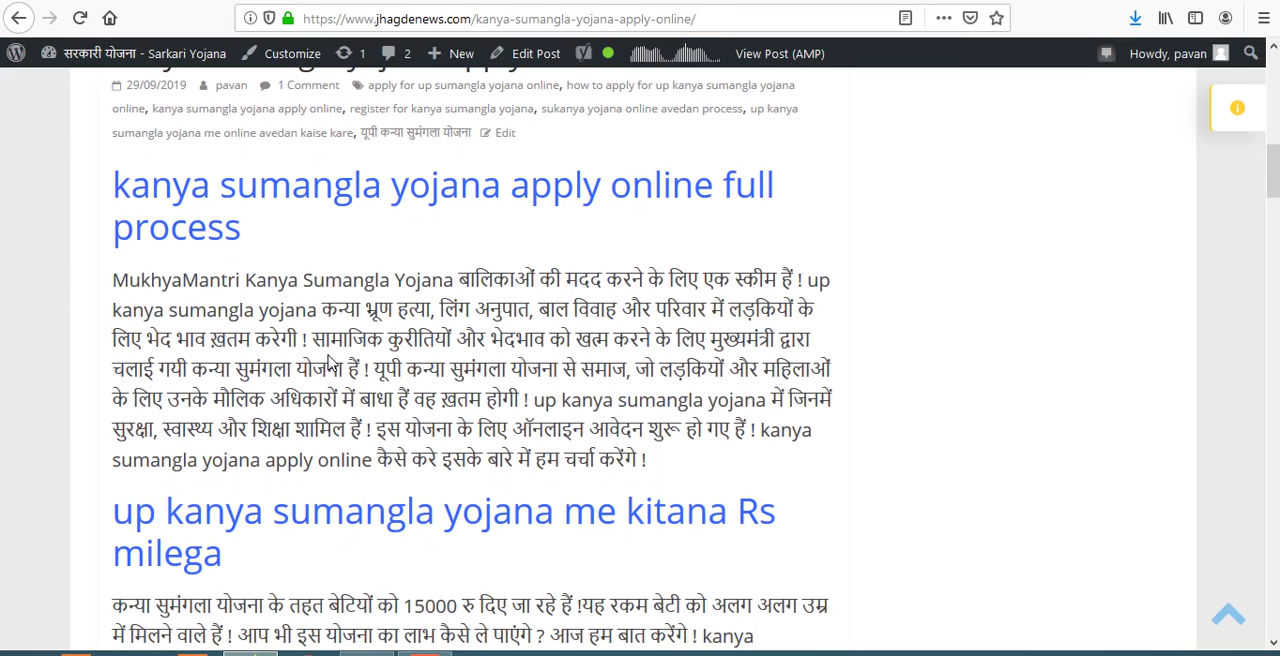 https://www.jhagdenews.com/kanya-sumangla-yojana-apply-online/
सरकारी योजना - Sarkari Yojana Customize 1 2 New Edit Post View Post (AMP) Howdy, pavan
29/09/2019 pavan 1 Comment apply for up sumangla yojana online, how to apply for up kanya sumangla yojana
online, kanya sumangla yojana apply online, register for kanya sumangla yojana, sukanya yojana online avedan process, up kanya
sumangla yojana me online avedan kaise kare, यूपी कन्या सुमंगला योजना Edit
kanya sumangla yojana apply online full
process
MukhyaMantri Kanya Sumangla Yojana बालिकाओं की मदद करने के लिए एक स्कीम हैं ! up
kanya sumangla yojana कन्या भ्रूण हत्या, लिंग अनुपात, बाल विवाह और परिवार में लड़कियों के
लिए भेद भाव ख़तम करेगी ! सामाजिक कुरीतियों और भेदभाव को खत्म करने के लिए मुख्यमंत्री द्वारा
चलाई गयी कन्या सुमंगला योजना हैं ! यूपी कन्या सुमंगला योजना से समाज, जो लड़कियों और महिलाओं
के लिए उनके मौलिक अधिकारों में बाधा हैं वह ख़तम होगी ! up kanya sumangla yojana में जिनमें
सुरक्षा, स्वास्थ्य और शिक्षा शामिल हैं ! इस योजना के लिए ऑनलाइन आवेदन शुरू हो गए हैं ! kanya
sumangla yojana apply online कैसे करे इसके बारे में हम चर्चा करेंगे !
up kanya sumangla yojana me kitana Rs
milega
कन्या सुमंगला योजना के तहत बेटियों को 15000 रु दिए जा रहे हैं !यह रकम बेटी को अलग अलग उम्र
में मिलने वाले हैं ! आप भी इस योजना का लाभ कैसे ले पाएंगे ? आज हम बात करेंगे ! kanya